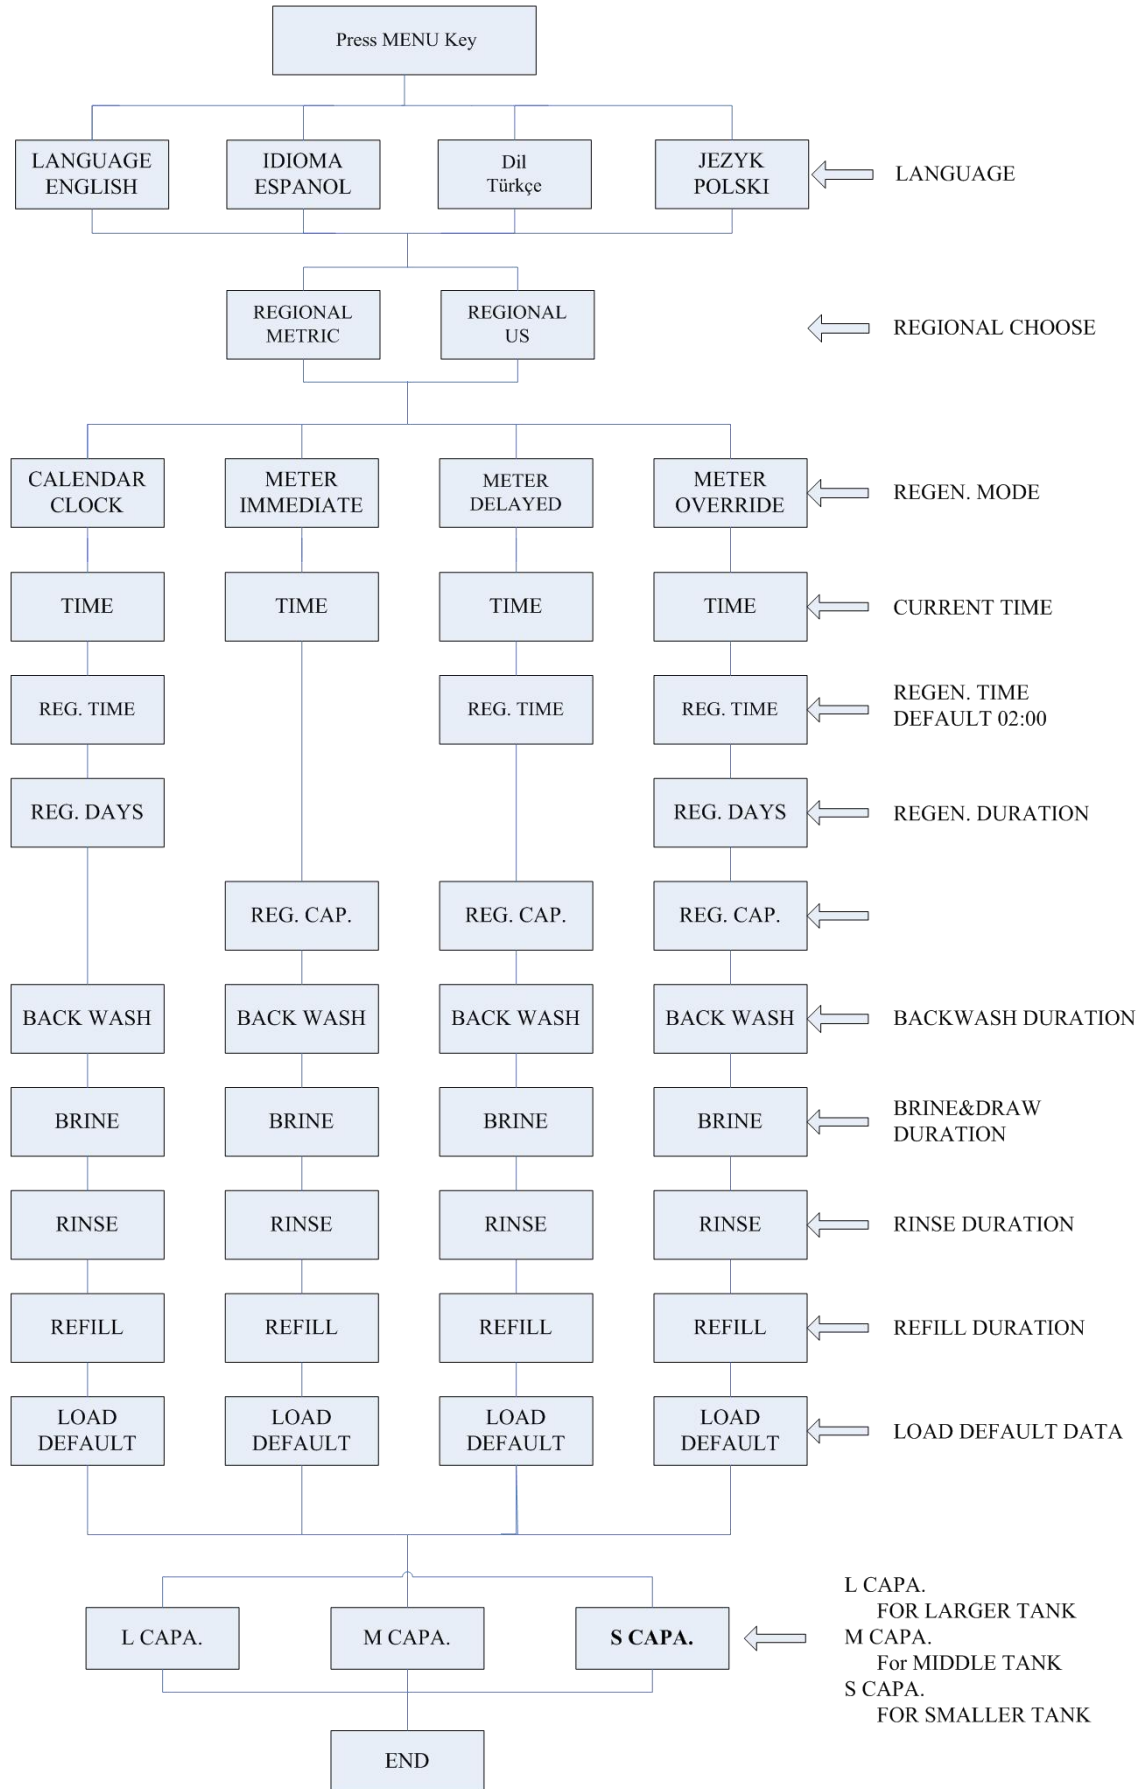 Press MENU Key
LANGUAGE
ENGLISH
IDIOMA
ESPANOL
Dil
Türkçe
JEZYK
POLSKI
LANGUAGE
REGIONAL
METRIC
REGIONAL
US
REGIONAL CHOOSE
CALENDAR
CLOCK
METER
IMMEDIATE
METER
DELAYED
METER
OVERRIDE
REGEN. MODE
TIME
TIME
TIME
TIME
CURRENT TIME
REG. TIME
REG. TIME
REG. TIME
REGEN. TIME
DEFAULT 02:00
REG. DAYS
REG. DAYS
REGEN. DURATION
REG. CAP.
REG. CAP.
REG. CAP.
BACK WASH
BACK WASH
BACK WASH
BACK WASH
BACKWASH DURATION
BRINE
BRINE
BRINE
BRINE
BRINE&DRAW
DURATION
RINSE
RINSE
RINSE
RINSE
RINSE DURATION
REFILL
REFILL
REFILL
REFILL
REFILL DURATION
LOAD
DEFAULT
LOAD
DEFAULT
LOAD
DEFAULT
LOAD
DEFAULT
LOAD DEFAULT DATA
L CAPA.
M CAPA.
S CAPA.
L CAPA.
FOR LARGER TANK
M CAPA.
For MIDDLE TANK
S CAPA.
FOR SMALLER TANK
END